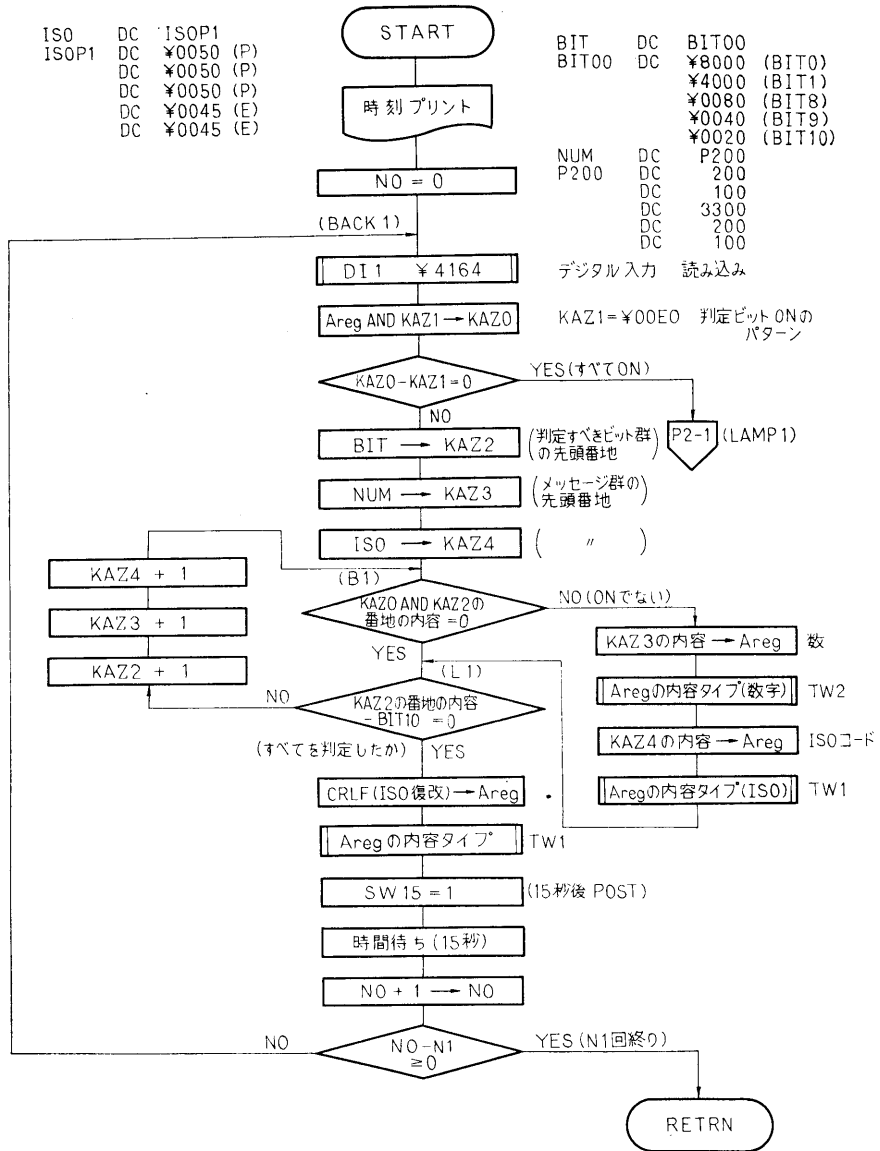 ISO DC ISOP1
ISOP1 DC ¥0050 (P)
DC ¥0050 (P)
DC ¥0050 (P)
DC ¥0045 (E)
DC ¥0045 (E)
START
BIT DC BIT00
BIT00 DC ¥8000 (BIT0)
¥4000 (BIT1)
¥0080 (BIT8)
¥0040 (BIT9)
¥0020 (BIT10)
NUM DC P200
P200 DC 200
DC 100
DC 3300
DC 200
DC 100
時刻プリント
NO = 0
(BACK 1)
DI1 ¥4164
デジタル入力 読み込み
Areg AND KAZ1 → KAZ0
KAZ1=¥00E0 判定ビットONの
パターン
KAZ0-KAZ1=0
YES(すべてON)
NO
P2-1 (LAMP1)
BIT → KAZ2
(判定すべきビット群
の先頭番地)
NUM → KAZ3
(メッセージ群の
先頭番地)
ISO → KAZ4
( 〃 )
(B1)
KAZ4 + 1
KAZ3 + 1
KAZ2 + 1
KAZ0 AND KAZ2の
番地の内容=0
NO(ONでない)
YES
KAZ3の内容 → Areg 数
Aregの内容タイプ(数字) TW2
KAZ4の内容 → Areg ISOコード
Aregの内容タイプ(ISO) TW1
(L1)
NO
KAZ2の番地の内容
-BIT10 =0
(すべてを判定したか) YES
CRLF(ISO復改)→Areg
Aregの内容タイプ TW1
SW15 = 1 (15秒後 POST)
時間待ち(15秒)
NO + 1 → NO
NO
NO-N1
≧0
YES(N1回終り)
RETRN